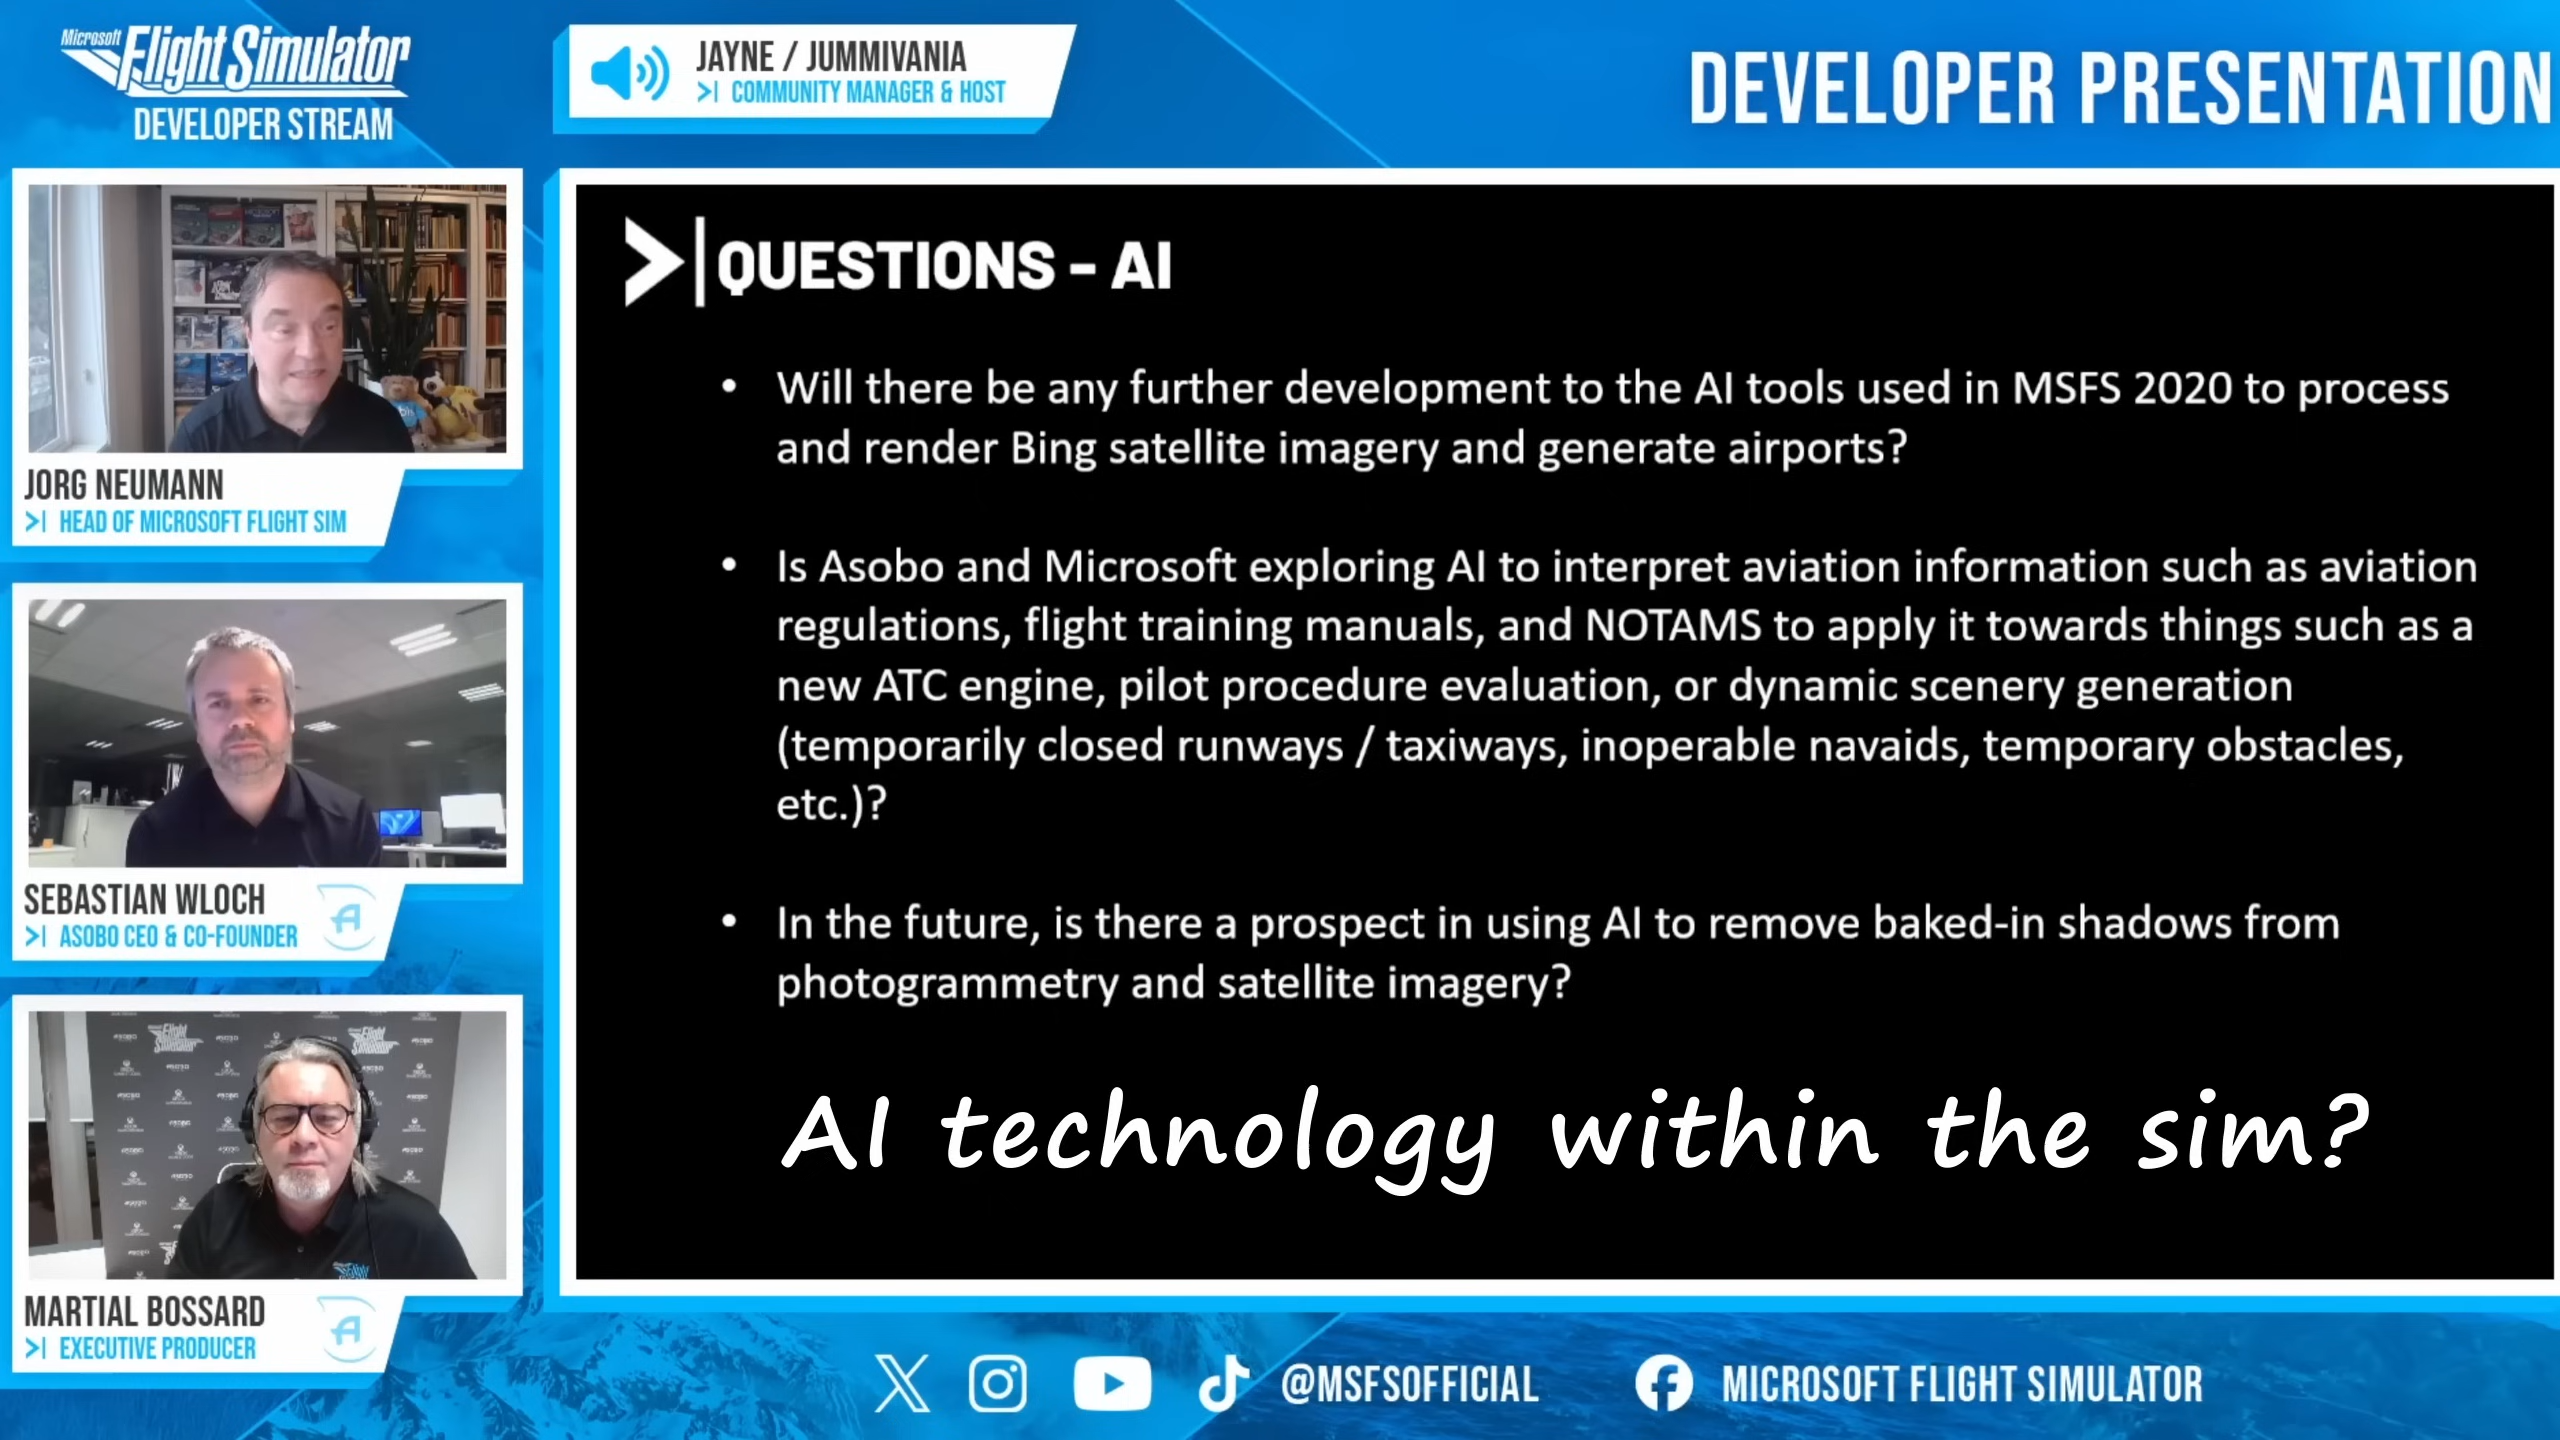 Microsoft
Flight Simulator
DEVELOPER STREAM
JAYNE / JUMMIVANIA
>| COMMUNITY MANAGER & HOST
DEVELOPER PRESENTATION
JORG NEUMANN
>| HEAD OF MICROSOFT FLIGHT SIM
SEBASTIAN WLOCH
>| ASOBO CEO & CO-FOUNDER
MARTIAL BOSSARD
>| EXECUTIVE PRODUCER
>| QUESTIONS - AI
• Will there be any further development to the AI tools used in MSFS 2020 to process
and render Bing satellite imagery and generate airports?
• Is Asobo and Microsoft exploring AI to interpret aviation information such as aviation
regulations, flight training manuals, and NOTAMS to apply it towards things such as a
new ATC engine, pilot procedure evaluation, or dynamic scenery generation
(temporarily closed runways / taxiways, inoperable navaids, temporary obstacles,
etc.)?
• In the future, is there a prospect in using AI to remove baked-in shadows from
photogrammetry and satellite imagery?
AI technology within the sim?
@MSFSOFFICIAL
MICROSOFT FLIGHT SIMULATOR